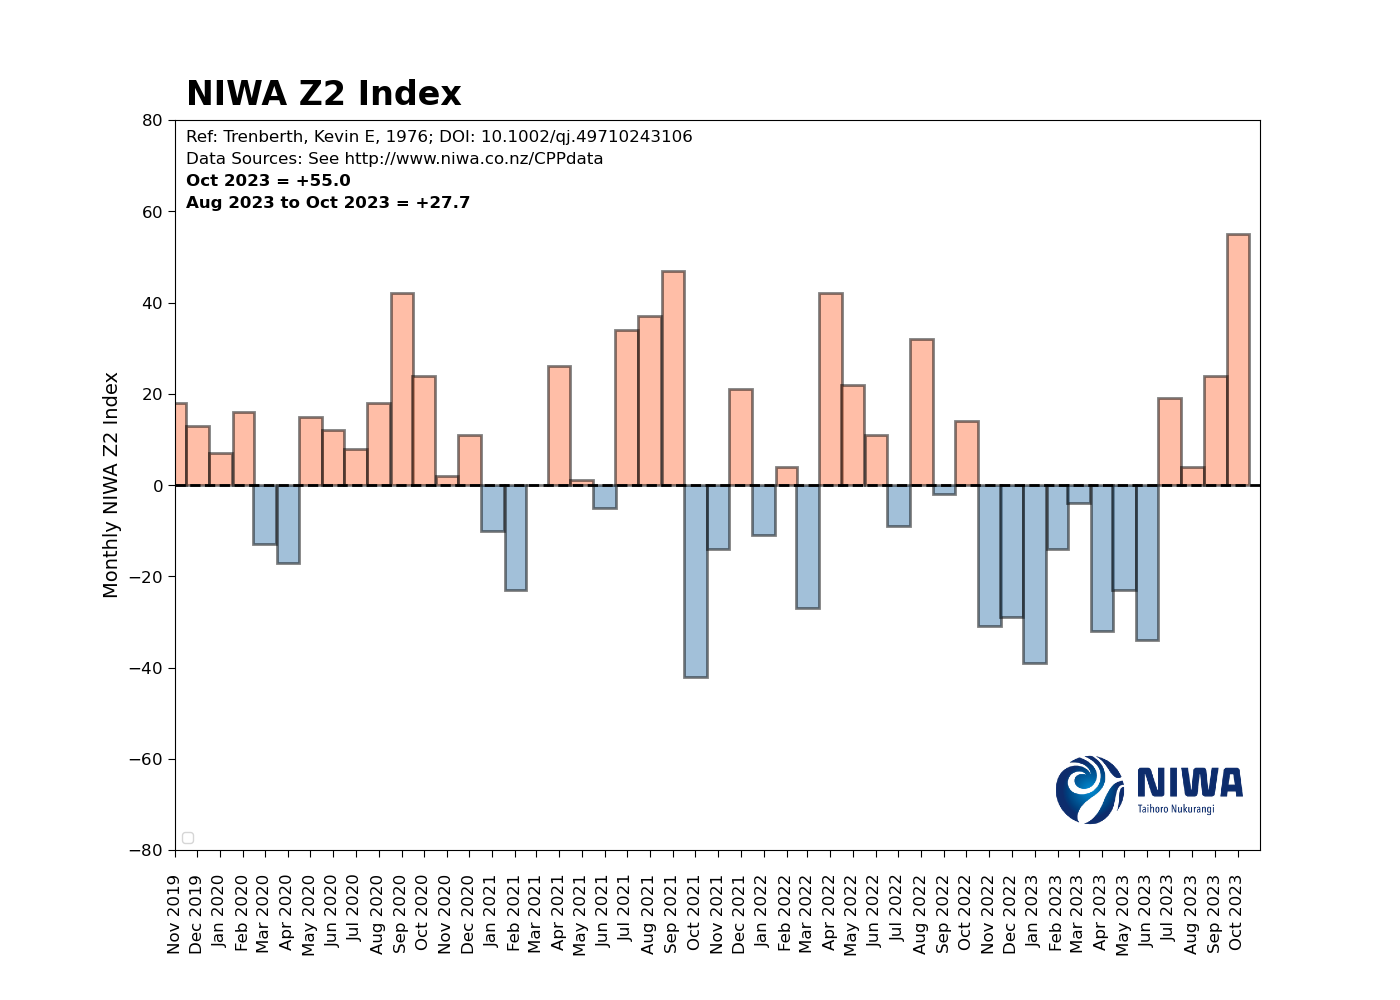 NIWA Z2 Index
Ref: Trenberth, Kevin E, 1976; DOI: 10.1002/qj.49710243106
Data Sources: See http://www.niwa.co.nz/CPPdata
Oct 2023 = +55.0
Aug 2023 to Oct 2023 = +27.7
Monthly NIWA Z2 Index
80
60
40
20
0
−20
−40
−60
−80
NIWA
Taihoro Nukurangi
Nov 2019
Dec 2019
Jan 2020
Feb 2020
Mar 2020
Apr 2020
May 2020
Jun 2020
Jul 2020
Aug 2020
Sep 2020
Oct 2020
Nov 2020
Dec 2020
Jan 2021
Feb 2021
Mar 2021
Apr 2021
May 2021
Jun 2021
Jul 2021
Aug 2021
Sep 2021
Oct 2021
Nov 2021
Dec 2021
Jan 2022
Feb 2022
Mar 2022
Apr 2022
May 2022
Jun 2022
Jul 2022
Aug 2022
Sep 2022
Oct 2022
Nov 2022
Dec 2022
Jan 2023
Feb 2023
Mar 2023
Apr 2023
May 2023
Jun 2023
Jul 2023
Aug 2023
Sep 2023
Oct 2023